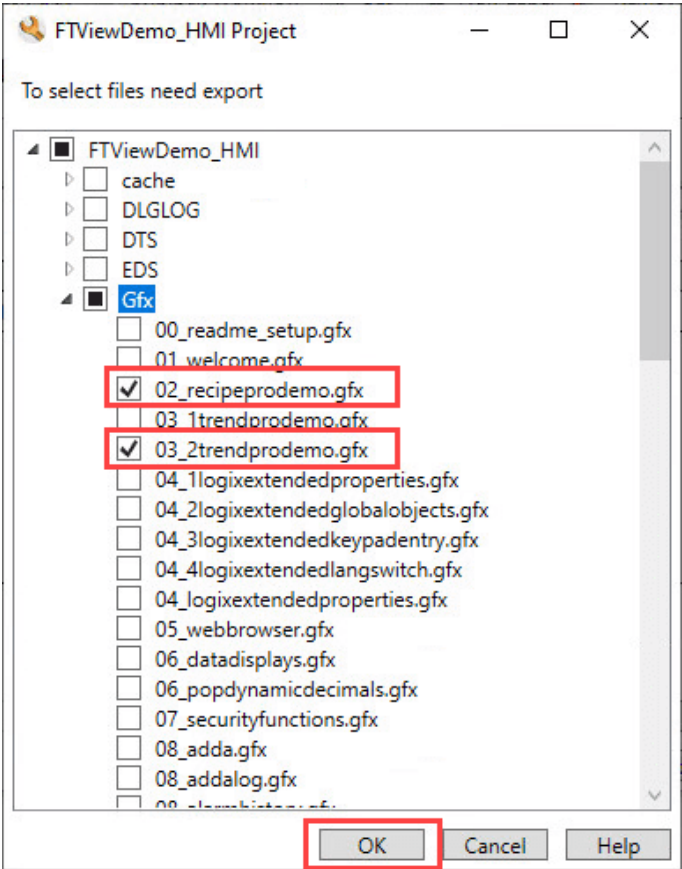 FTViewDemo_HMI Project
To select files need export
FTViewDemo_HMI
cache
DLGLOG
DTS
EDS
Gfx
00_readme_setup.gfx
01_welcome.gfx
02_recipeprodemo.gfx
03_1trendprodemo.gfx
03_2trendprodemo.gfx
04_1logixextendedproperties.gfx
04_2logixextendedglobalobjects.gfx
04_3logixextendedkeypadentry.gfx
04_4logixextendedlangswitch.gfx
04_logixextendedproperties.gfx
05_webbrowser.gfx
06_datadisplays.gfx
06_popdynamicdecimals.gfx
07_securityfunctions.gfx
08_adda.gfx
08_addalog.gfx
OK Cancel Help